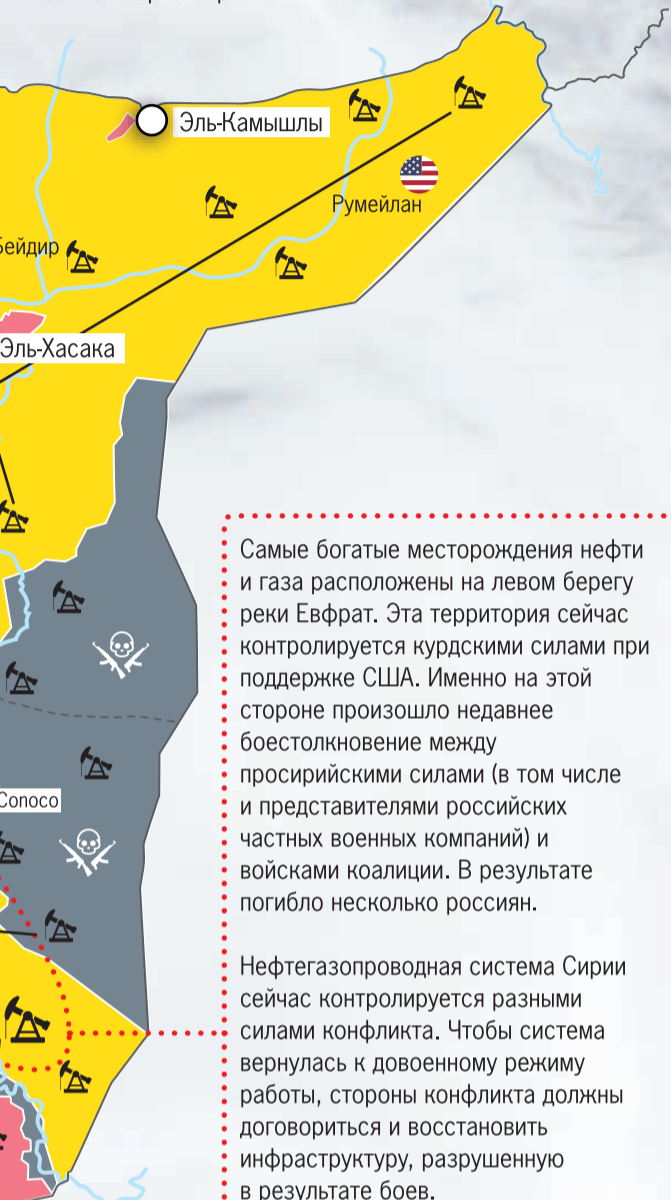 Эль-Камышлы
Румейлан
Бейдир
Эль-Хасака
Conoco
Самые богатые месторождения нефти
и газа расположены на левом берегу
реки Евфрат. Эта территория сейчас
контролируется курдскими силами при
поддержке США. Именно на этой
стороне произошло недавнее
боестолкновение между
просирийскими силами (в том числе
и представителями российских
частных военных компаний) и
войсками коалиции. В результате
погибло несколько россиян.
Нефтегазопроводная система Сирии
сейчас контролируется разными
силами конфликта. Чтобы система
вернулась к довоенному режиму
работы, стороны конфликта должны
договориться и восстановить
инфраструктуру, разрушенную
в результате боев.